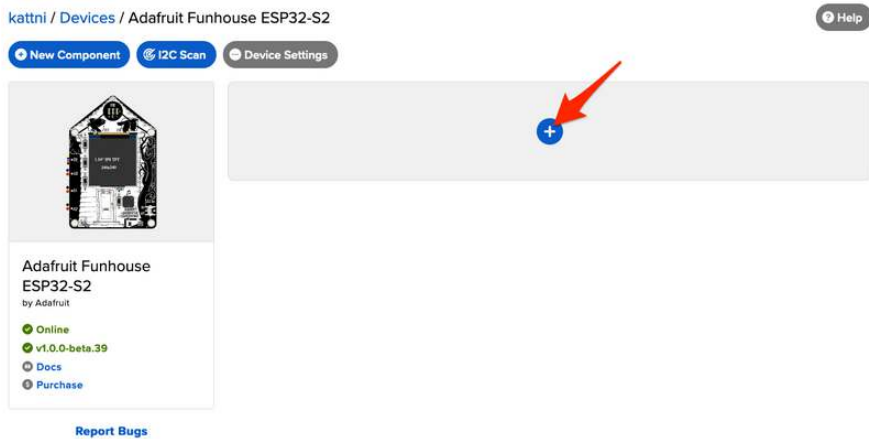 kattni / Devices / Adafruit Funhouse ESP32-S2
Help
New Component
I2C Scan
Device Settings
Adafruit Funhouse
ESP32-S2
by Adafruit
Online
v1.0.0-beta.39
Docs
Purchase
Report Bugs